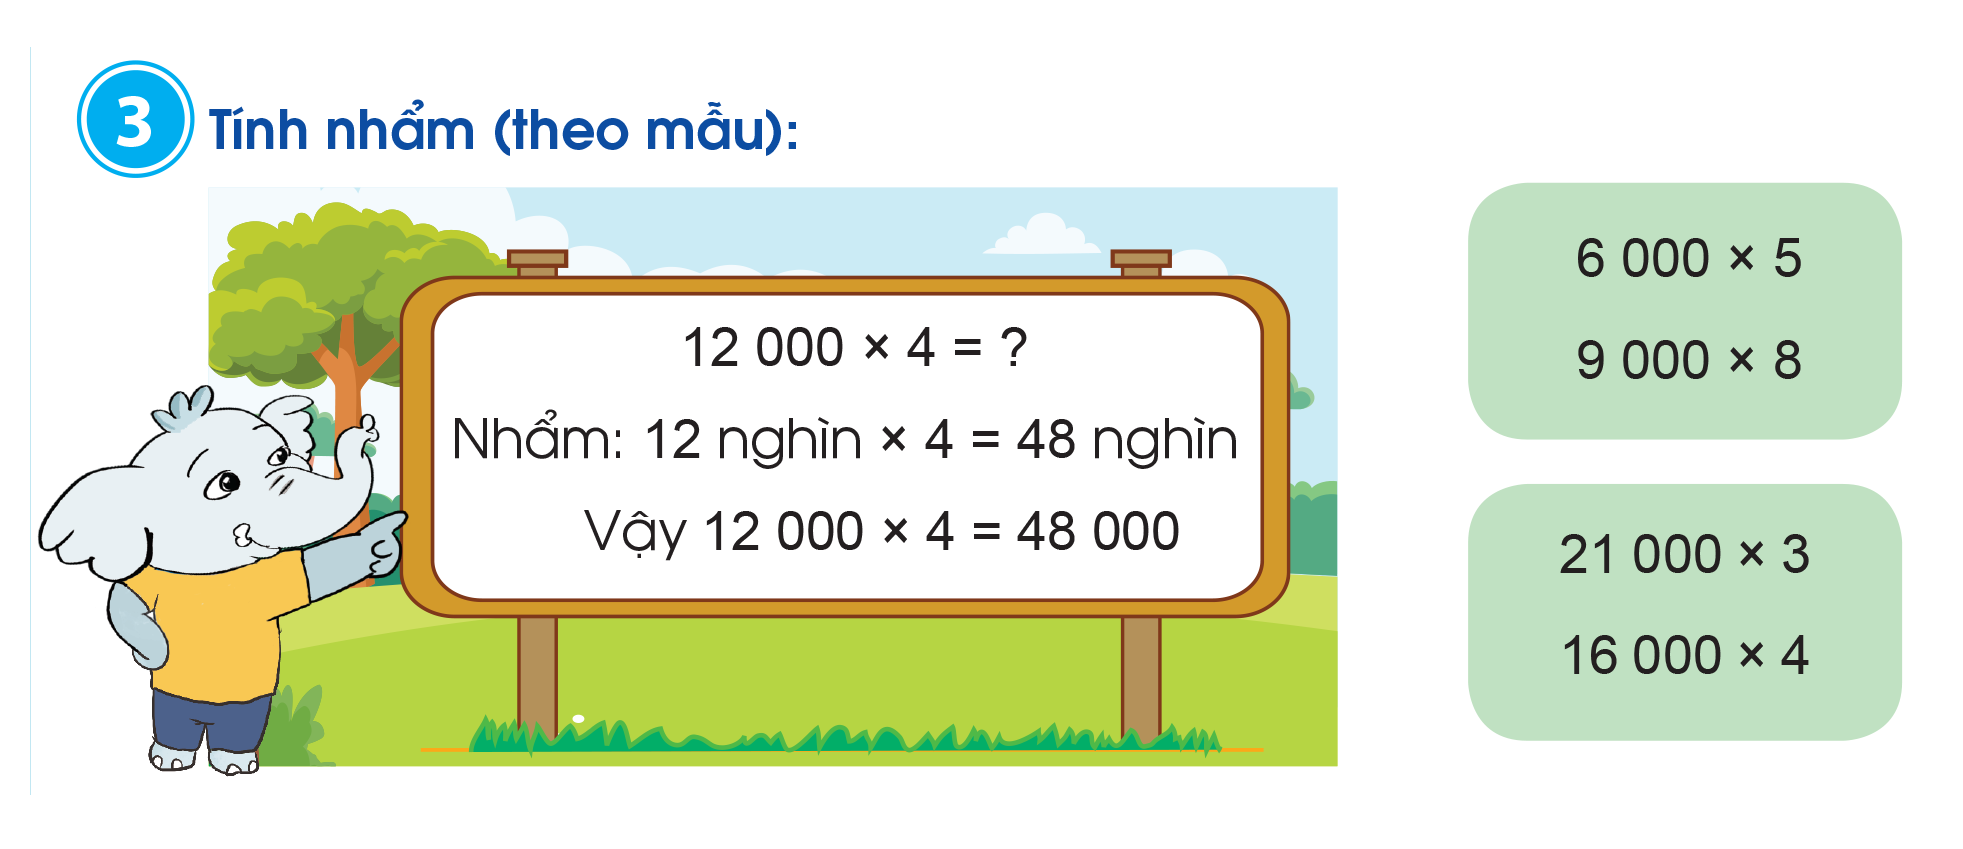 3 Tính nhẩm (theo mẫu):
12 000 × 4 = ?
Nhẩm: 12 nghìn × 4 = 48 nghìn
Vậy 12 000 × 4 = 48 000
6 000 × 5
9 000 × 8
21 000 × 3
16 000 × 4